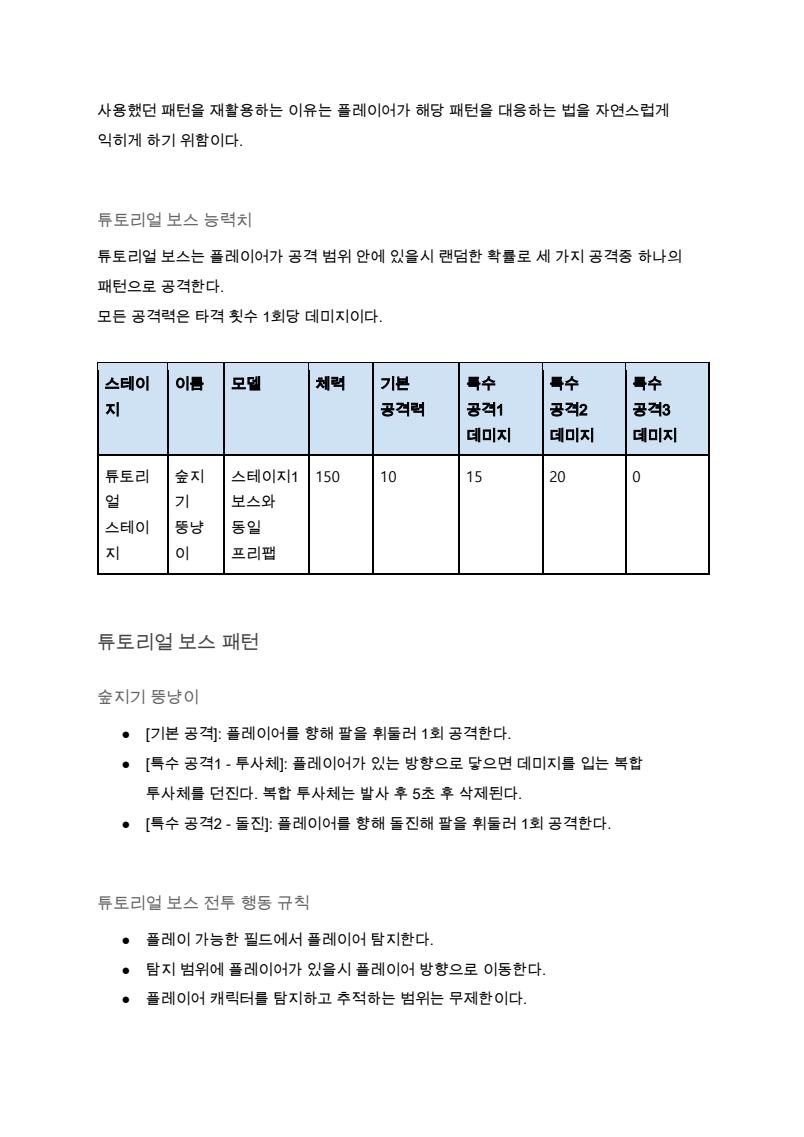 사용했던 패턴을 재활용하는 이유는 플레이어가 해당 패턴을 대응하는 법을 자연스럽게
익히게 하기 위함이다.
튜토리얼 보스 능력치
튜토리얼 보스는 플레이어가 공격 범위 안에 있을시 랜덤한 확률로 세 가지 공격중 하나의
패턴으로 공격한다.
모든 공격력은 타격 횟수 1회당 데미지이다.
스테이지 이름 모델 체력 기본 공격력 특수 공격1 데미지 특수 공격2 데미지 특수 공격3 데미지
튜토리얼 스테이지 숲지기 뚱냥이 스테이지1 보스와 동일 프리팹 150 10 15 20 0
튜토리얼 보스 패턴
숲지기 뚱냥이
● [기본 공격]: 플레이어를 향해 팔을 휘둘러 1회 공격한다.
● [특수 공격1 - 투사체]: 플레이어가 있는 방향으로 닿으면 데미지를 입는 복합
투사체를 던진다. 복합 투사체는 발사 후 5초 후 삭제된다.
● [특수 공격2 - 돌진]: 플레이어를 향해 돌진해 팔을 휘둘러 1회 공격한다.
튜토리얼 보스 전투 행동 규칙
● 플레이 가능한 필드에서 플레이어 탐지한다.
● 탐지 범위에 플레이어가 있을시 플레이어 방향으로 이동한다.
● 플레이어 캐릭터를 탐지하고 추적하는 범위는 무제한이다.